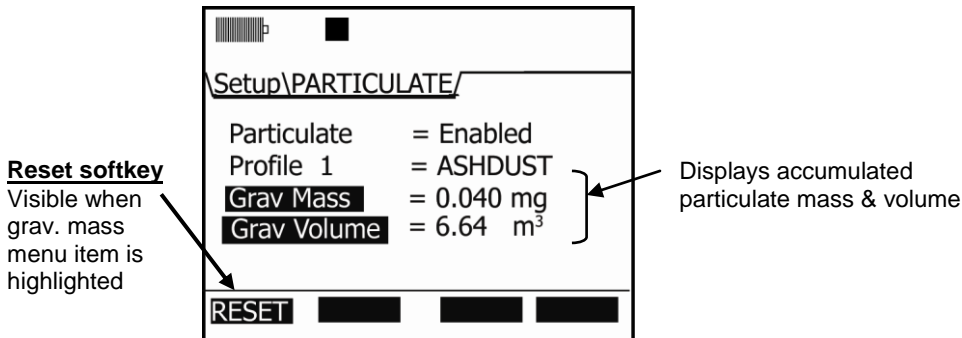 \Setup\PARTICULATE/
Particulate = Enabled
Profile 1 = ASHDUST
Grav Mass = 0.040 mg
Grav Volume = 6.64 m³
RESET
Reset softkey
Visible when
grav. mass
menu item is
highlighted
Displays accumulated
particulate mass & volume